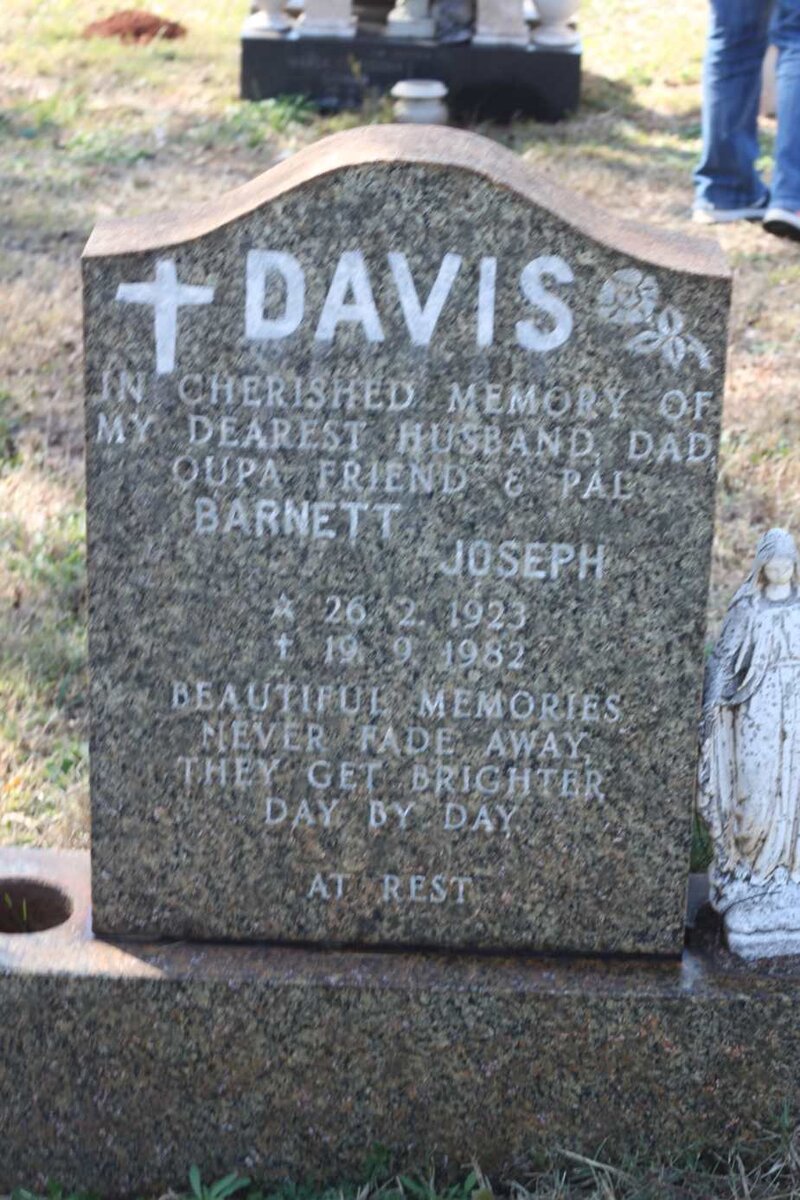 DAVIS
IN CHERISHED MEMORY OF
MY DEAREST HUSBAND, DAD,
OUPA FRIEND & PAL
BARNETT
JOSEPH
☆ 26. 2. 1923
✝ 19. 9. 1982
BEAUTIFUL MEMORIES
NEVER FADE AWAY,
THEY GET BRIGHTER
DAY BY DAY
AT REST